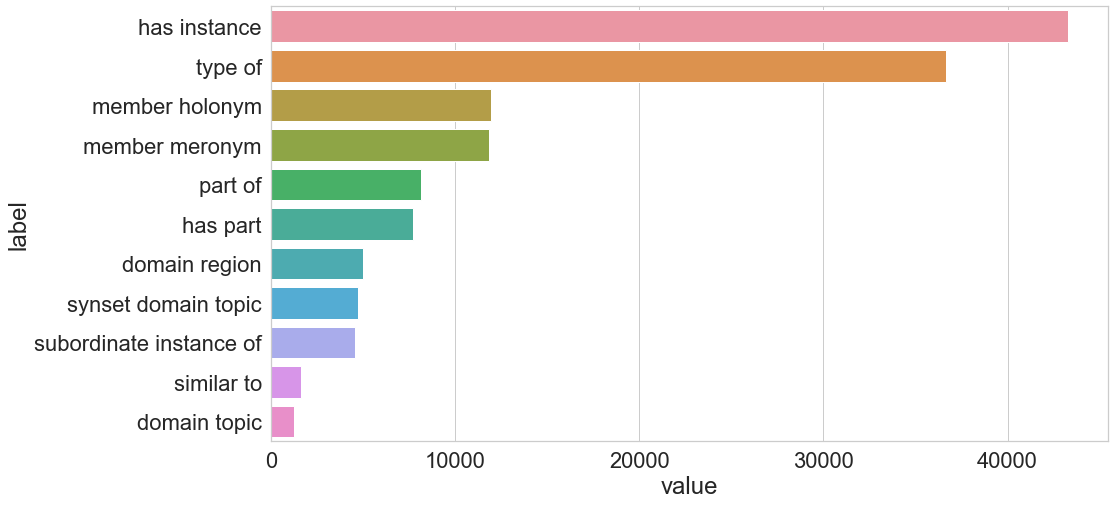 has instance
type of
member holonym
member meronym
part of
has part
domain region
synset domain topic
subordinate instance of
similar to
domain topic
label
0 10000 20000 30000 40000
value